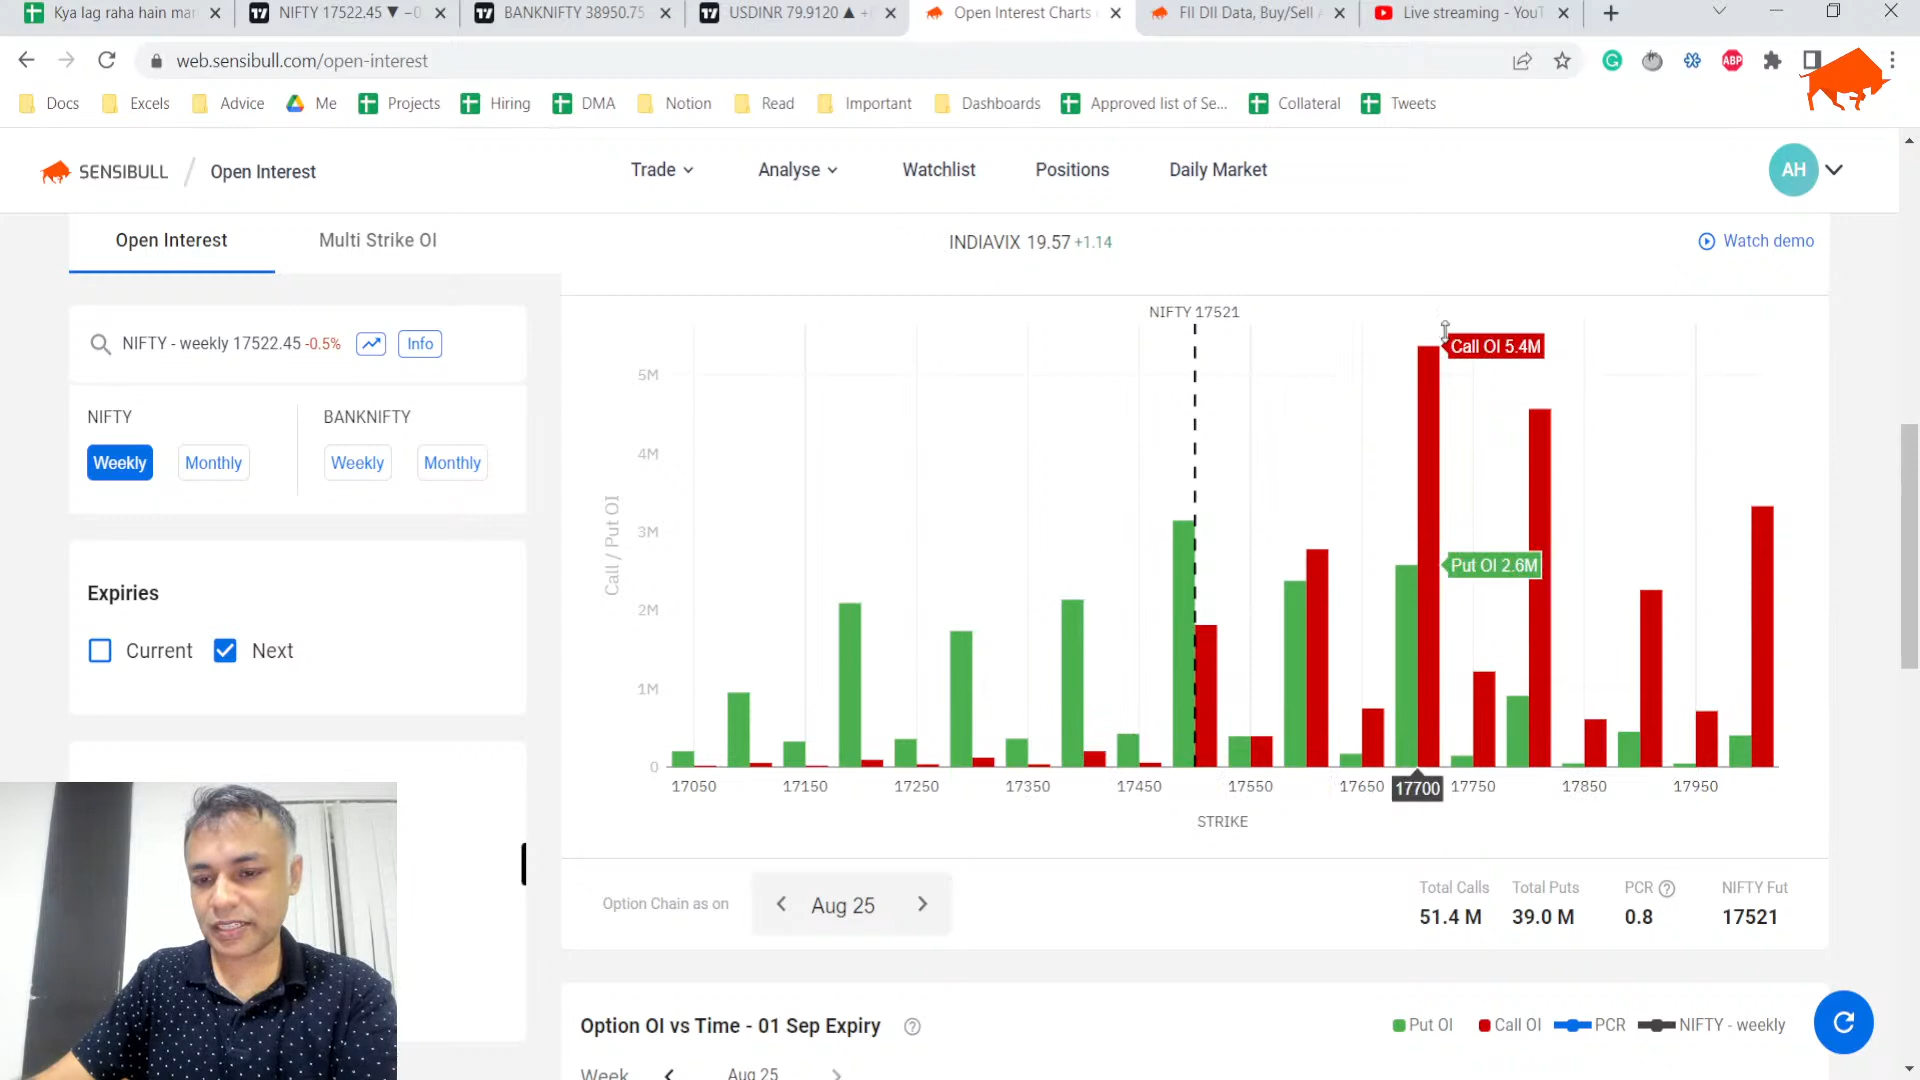 Kya lag raha hain mar
NIFTY 17522.45 ▼ −0
BANKNIFTY 38950.75
USDINR 79.9120 ▲ +
Open Interest Charts
FII DII Data, Buy/Sell
Live streaming - YouT
web.sensibull.com/open-interest
ABP
Docs
Excels
Advice
Me
Projects
Hiring
DMA
Notion
Read
Important
Dashboards
Approved list of Se...
Collateral
Tweets
SENSIBULL / Open Interest
Trade
Analyse
Watchlist
Positions
Daily Market
AH
Open Interest
Multi Strike OI
INDIAVIX 19.57 +1.14
Watch demo
NIFTY - weekly 17522.45 -0.5%
Info
NIFTY
BANKNIFTY
Weekly
Monthly
Weekly
Monthly
Expiries
Current
Next
NIFTY 17521
Call OI 5.4M
Put OI 2.6M
Call / Put OI
5M
4M
3M
2M
1M
0
17050
17150
17250
17350
17450
17550
17650
17700
17750
17850
17950
STRIKE
Option Chain as on
Aug 25
Total Calls
51.4 M
Total Puts
39.0 M
PCR
0.8
NIFTY Fut
17521
Option OI vs Time - 01 Sep Expiry
Put OI
Call OI
PCR
NIFTY - weekly
Week
Aug 25